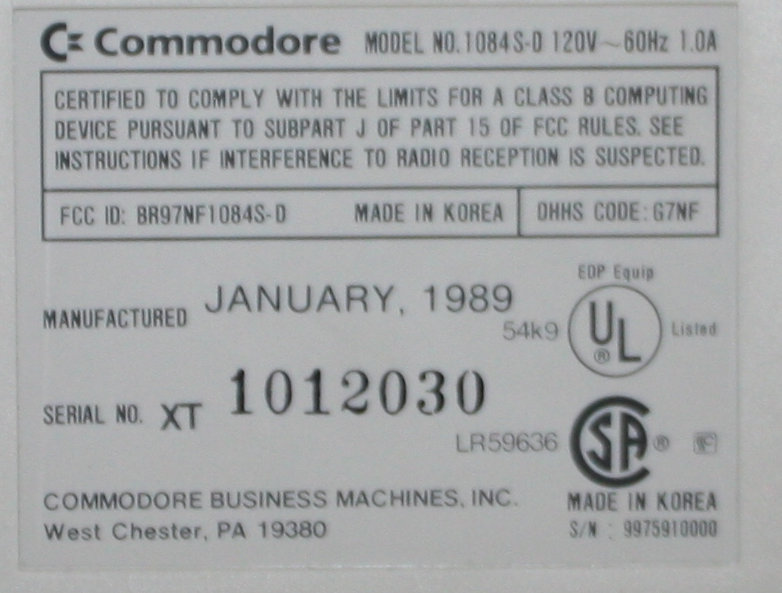 Commodore MODEL NO.1084S-D 120V ~ 60Hz 1.0A
CERTIFIED TO COMPLY WITH THE LIMITS FOR A CLASS B COMPUTING
DEVICE PURSUANT TO SUBPART J OF PART 15 OF FCC RULES. SEE
INSTRUCTIONS IF INTERFERENCE TO RADIO RECEPTION IS SUSPECTED.
FCC ID: BR97NF1084S-D MADE IN KOREA DHHS CODE: G7NF
EDP Equip
MANUFACTURED JANUARY, 1989
54k9 UL ® Listed
SERIAL NO. XT 1012030
LR59636 SA ®
COMMODORE BUSINESS MACHINES, INC. MADE IN KOREA
West Chester, PA 19380 S/N : 9975910000